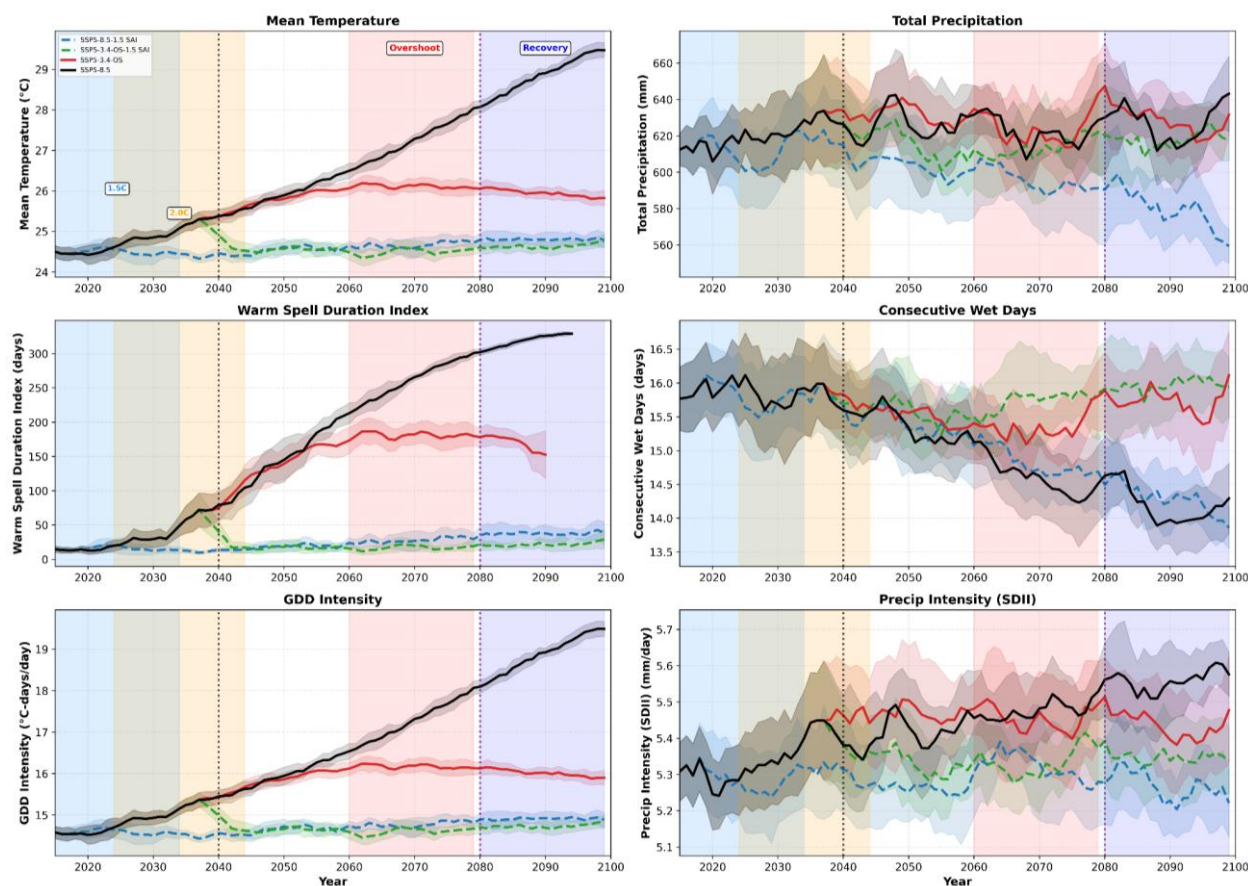 Mean Temperature
SSP5-8.5-1.5 SAI
SSP5-3.4-OS-1.5 SAI
SSP5-3.4-OS
SSP5-8.5
Overshoot
Recovery
1.5C
2.0C
Mean Temperature (°C)
29
28
27
26
25
24
2020 2030 2040 2050 2060 2070 2080 2090 2100
Total Precipitation
Total Precipitation (mm)
660
640
620
600
580
560
2020 2030 2040 2050 2060 2070 2080 2090 2100
Warm Spell Duration Index
Warm Spell Duration Index (days)
300
250
200
150
100
50
0
2020 2030 2040 2050 2060 2070 2080 2090 2100
Consecutive Wet Days
Consecutive Wet Days (days)
16.5
16.0
15.5
15.0
14.5
14.0
13.5
2020 2030 2040 2050 2060 2070 2080 2090 2100
GDD Intensity
GDD Intensity (°C-days/day)
19
18
17
16
15
2020 2030 2040 2050 2060 2070 2080 2090 2100
Year
Precip Intensity (SDII)
Precip Intensity (SDII) (mm/day)
5.7
5.6
5.5
5.4
5.3
5.2
5.1
2020 2030 2040 2050 2060 2070 2080 2090 2100
Year